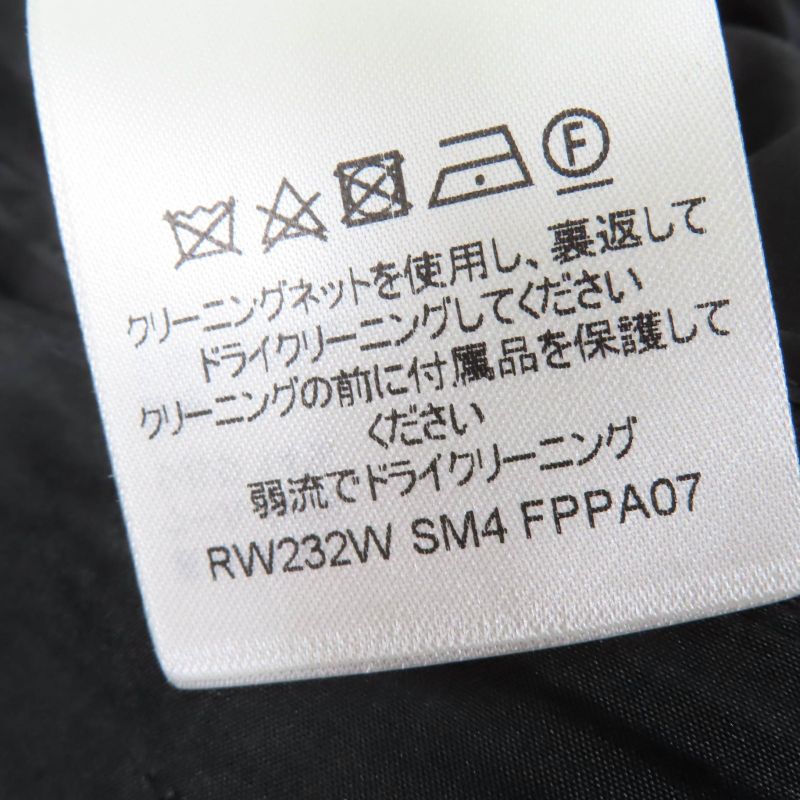 F
クリーニングネットを使用し、裏返して
ドライクリーニングしてください
クリーニングの前に付属品を保護して
ください
弱流でドライクリーニング
RW232W SM4 FPPA07